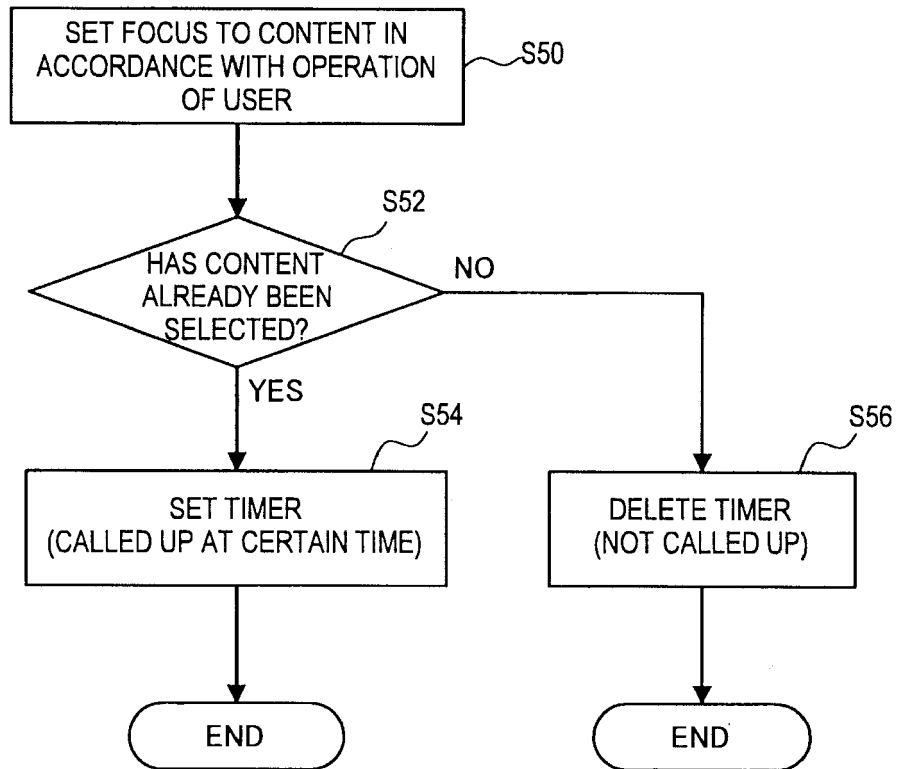 SET FOCUS TO CONTENT IN
ACCORDANCE WITH OPERATION
OF USER
S50
S52
HAS CONTENT
ALREADY BEEN
SELECTED?
NO
YES
S54
SET TIMER
(CALLED UP AT CERTAIN TIME)
S56
DELETE TIMER
(NOT CALLED UP)
END
END